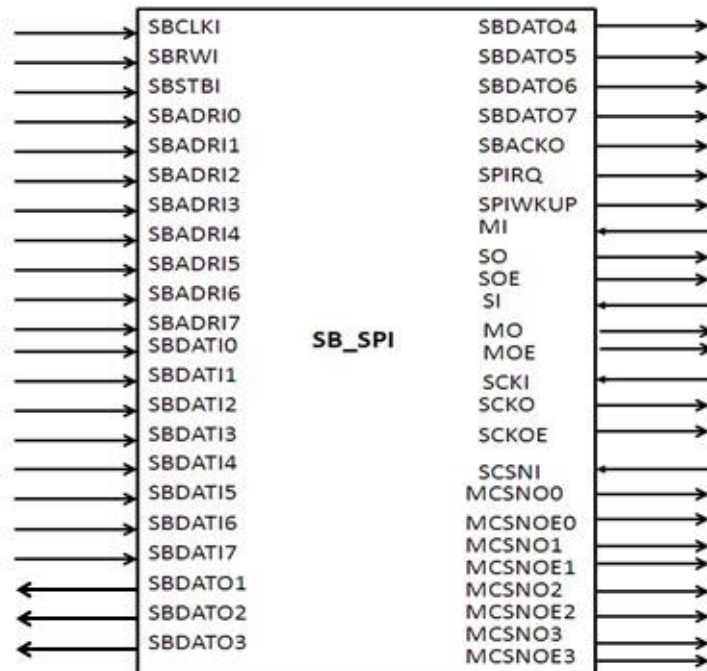 SBCLKI
SBRWI
SBSTBI
SBADRI0
SBADRI1
SBADRI2
SBADRI3
SBADRI4
SBADRI5
SBADRI6
SBADRI7
SBDATI0
SBDATI1
SBDATI2
SBDATI3
SBDATI4
SBDATI5
SBDATI6
SBDATI7
SBDATO1
SBDATO2
SBDATO3
SB_SPI
SBDATO4
SBDATO5
SBDATO6
SBDATO7
SBACKO
SPIRQ
SPIWKUP
MI
SO
SOE
SI
MO
MOE
SCKI
SCKO
SCKOE
SCSNI
MCSNO0
MCSNOE0
MCSNO1
MCSNOE1
MCSNO2
MCSNOE2
MCSNO3
MCSNOE3